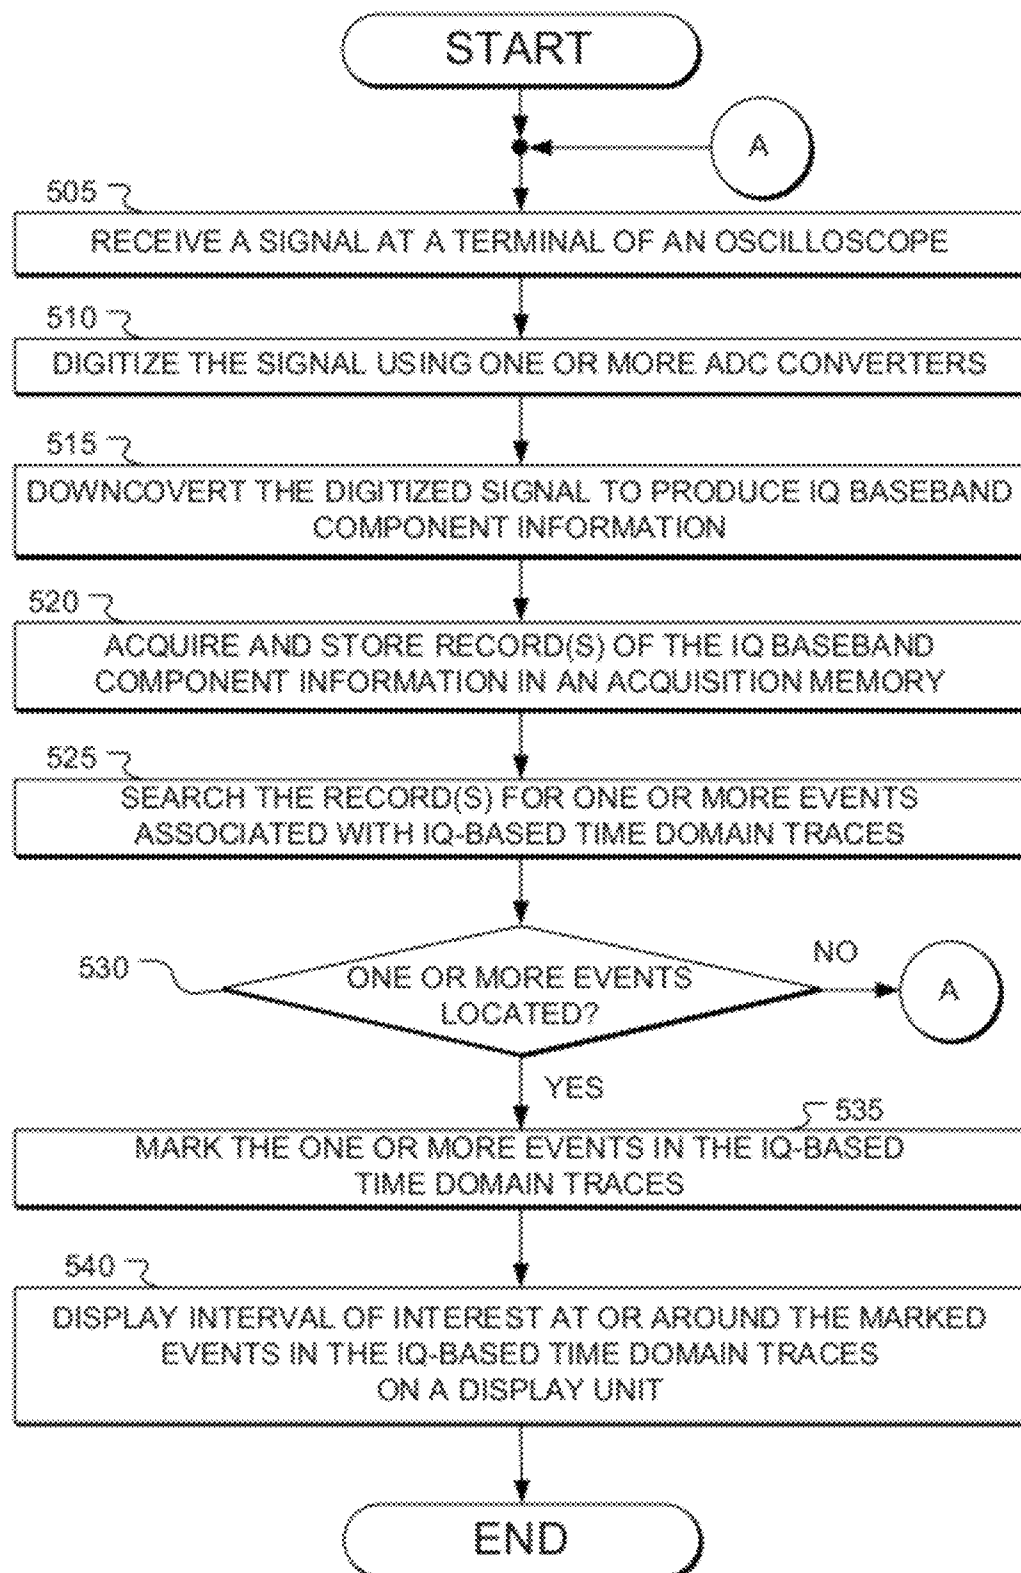 START
A
505
RECEIVE A SIGNAL AT A TERMINAL OF AN OSCILLOSCOPE
510
DIGITIZE THE SIGNAL USING ONE OR MORE ADC CONVERTERS
515
DOWNCOVERT THE DIGITIZED SIGNAL TO PRODUCE IQ BASEBAND
COMPONENT INFORMATION
520
ACQUIRE AND STORE RECORD(S) OF THE IQ BASEBAND
COMPONENT INFORMATION IN AN ACQUISITION MEMORY
525
SEARCH THE RECORD(S) FOR ONE OR MORE EVENTS
ASSOCIATED WITH IQ-BASED TIME DOMAIN TRACES
530
ONE OR MORE EVENTS
LOCATED?
NO
A
YES
535
MARK THE ONE OR MORE EVENTS IN THE IQ-BASED
TIME DOMAIN TRACES
540
DISPLAY INTERVAL OF INTEREST AT OR AROUND THE MARKED
EVENTS IN THE IQ-BASED TIME DOMAIN TRACES
ON A DISPLAY UNIT
END